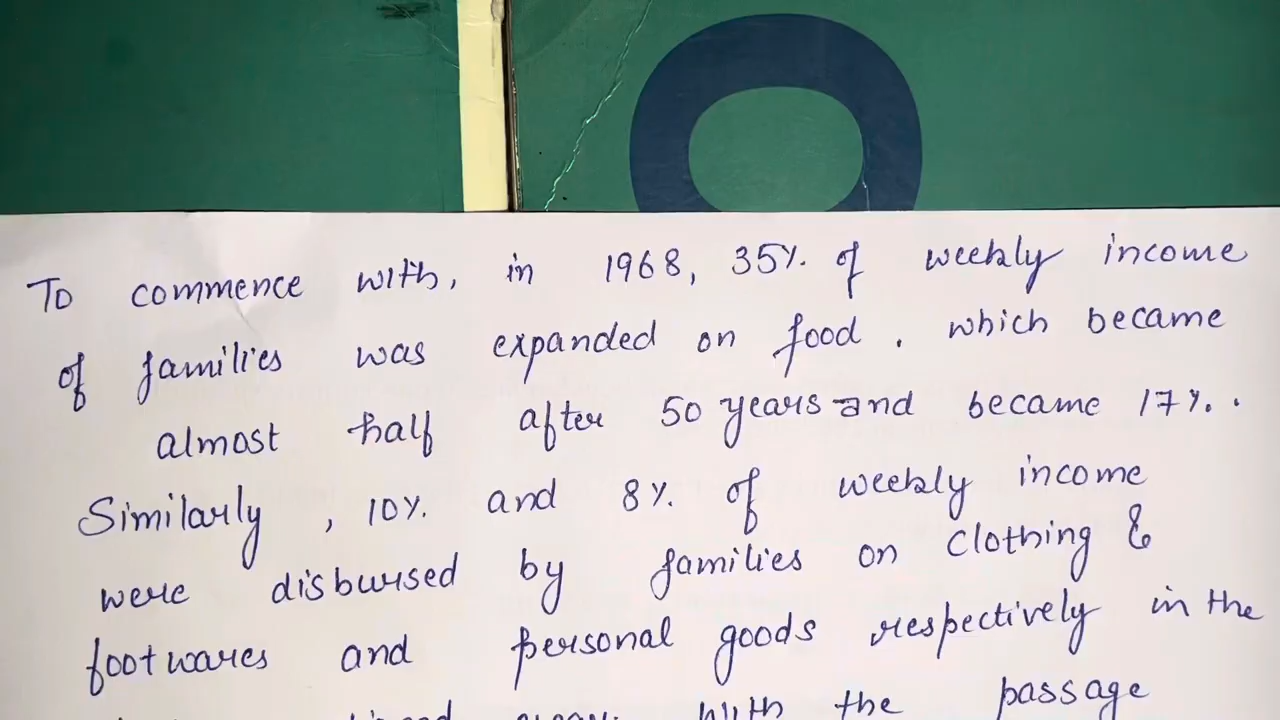 To commence with, in 1968, 35% of weekly income
of families was expanded on food. which became
almost half after 50 years and became 17%.
Similarly, 10% and 8% of weekly income
were disbursed by families on clothing &
footwares and personal goods respectively in the
with the passage